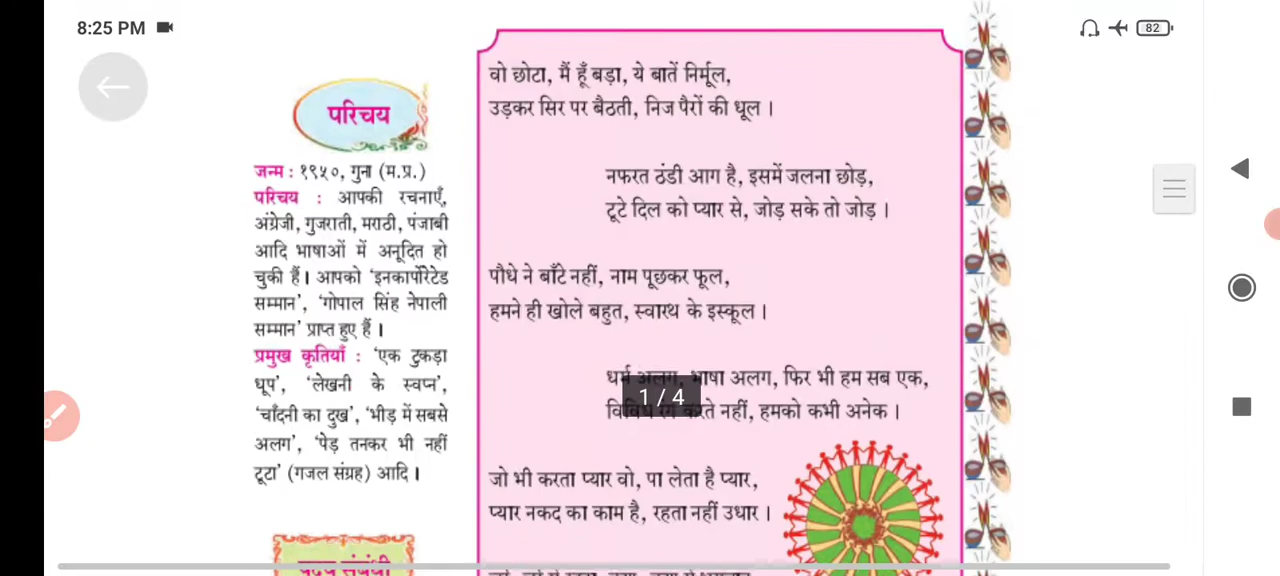 8:25 PM
82
परिचय
जन्म : १९५०, गुना (म.प्र.)
परिचय : आपकी रचनाएँ,
अंग्रेजी, गुजराती, मराठी, पंजाबी
आदि भाषाओं में अनूदित हो
चुकी हैं। आपको ‘इनकार्पोरेटेड
सम्मान’, ‘गोपाल सिंह नेपाली
सम्मान’ प्राप्त हुए हैं ।
प्रमुख कृतियाँ : ‘एक टुकड़ा
धूप’, ‘लेखनी के स्वप्न’,
‘चाँदनी का दुख’, ‘भीड़ में सबसे
अलग’, ‘पेड़ तनकर भी नहीं
टूटा’ (गजल संग्रह) आदि ।
वो छोटा, मैं हूँ बड़ा, ये बातें निर्मूल,
उड़कर सिर पर बैठती, निज पैरों की धूल ।
नफरत ठंडी आग है, इसमें जलना छोड़,
टूटे दिल को प्यार से, जोड़ सके तो जोड़ ।
पौधे ने बाँटे नहीं, नाम पूछकर फूल,
हमने ही खोले बहुत, स्वारथ के इस्कूल ।
धर्म अलग, भाषा अलग, फिर भी हम सब एक,
विविध रंग करते नहीं, हमको कभी अनेक ।
1 / 4
जो भी करता प्यार वो, पा लेता है प्यार,
प्यार नकद का काम है, रहता नहीं उधार ।